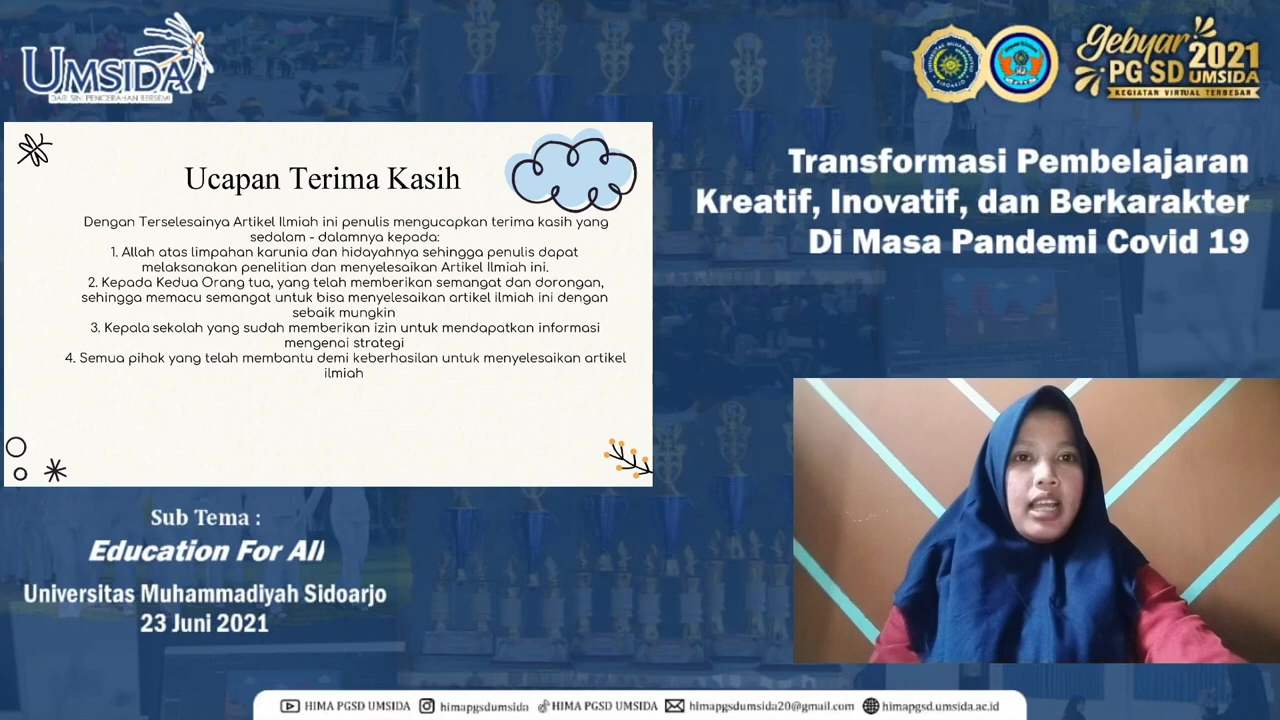 UMSIDA
DARI SINI PENCERAHAN BERSEMI
gebyar
PG SD
2021
UMSIDA
KEGIATAN VIRTUAL TERBESAR
Transformasi Pembelajaran
Kreatif, Inovatif, dan Berkarakter
Di Masa Pandemi Covid 19
Ucapan Terima Kasih
Dengan Terselesainya Artikel Ilmiah ini penulis mengucapkan terima kasih yang
sedalam - dalamnya kepada:
1. Allah atas limpahan karunia dan hidayahnya sehingga penulis dapat
melaksanakan penelitian dan menyelesaikan Artikel Ilmiah ini.
2. Kepada Kedua Orang tua, yang telah memberikan semangat dan dorongan,
sehingga memacu semangat untuk bisa menyelesaikan artikel ilmiah ini dengan
sebaik mungkin
3. Kepala sekolah yang sudah memberikan izin untuk mendapatkan informasi
mengenai strategi
4. Semua pihak yang telah membantu demi keberhasilan untuk menyelesaikan artikel
ilmiah
Sub Tema :
Education For All
Universitas Muhammadiyah Sidoarjo
23 Juni 2021
HIMA PGSD UMSIDA himapgsdumsida HIMA PGSD UMSIDA himapgsdumsida20@gmail.com himapgsd.umsida.ac.id